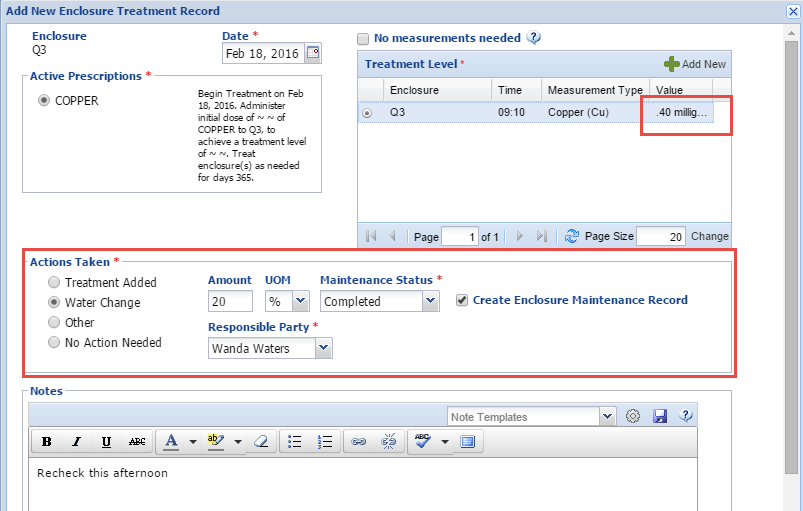 Add New Enclosure Treatment Record
Enclosure
Q3
Date *
Feb 18, 2016
No measurements needed
Active Prescriptions *
COPPER
Begin Treatment on Feb
18, 2016. Administer
initial dose of ~ ~ of
COPPER to Q3, to
achieve a treatment level
of ~ ~. Treat
enclosure(s) as needed
for days 365.
Treatment Level *
Add New
Enclosure Time Measurement Type Value
Q3 09:10 Copper (Cu) .40 millig...
Page 1 of 1 Page Size 20 Change
Actions Taken *
Treatment Added
Water Change
Other
No Action Needed
Amount UOM Maintenance Status *
20 % Completed
Create Enclosure Maintenance Record
Responsible Party *
Wanda Waters
Notes
Note Templates
B I U ABC A ab ABC
Recheck this afternoon